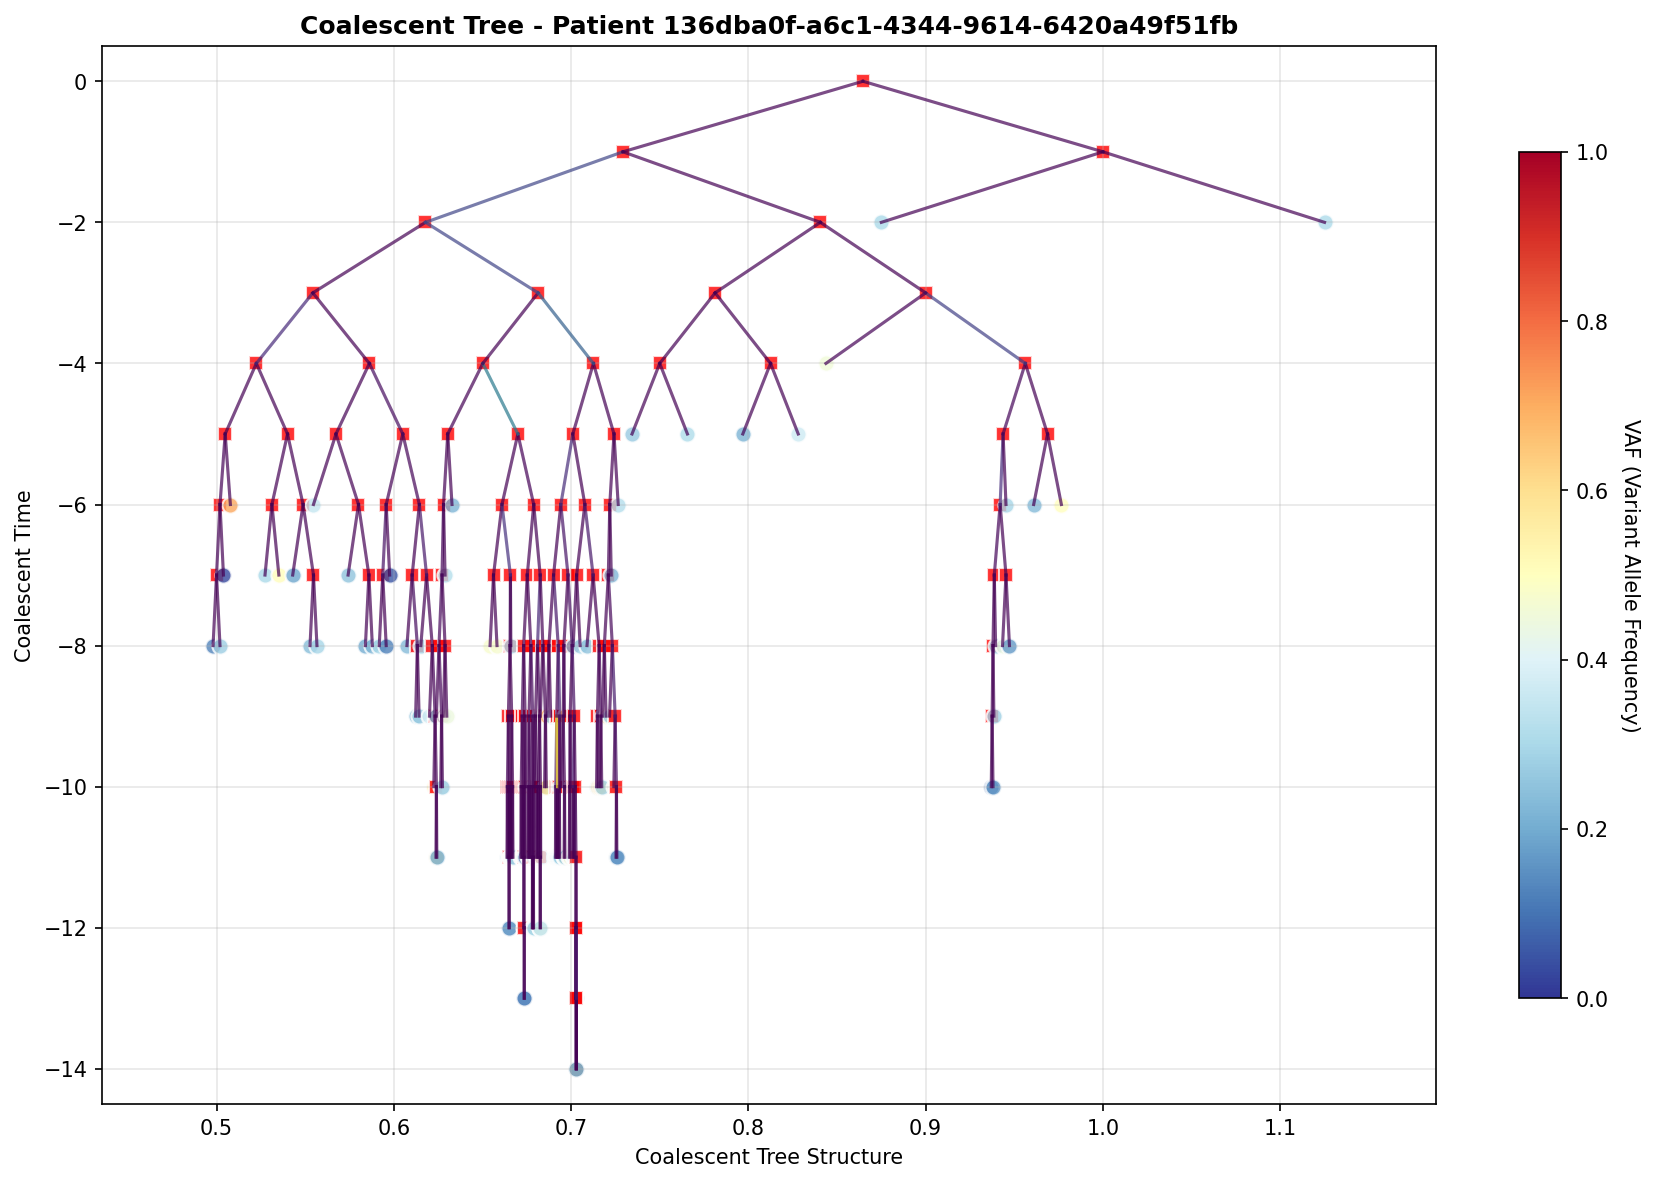 Coalescent Tree - Patient 136dba0f-a6c1-4344-9614-6420a49f51fb
0
−2
−4
−6
−8
−10
−12
−14
Coalescent Time
0.5 0.6 0.7 0.8 0.9 1.0 1.1
Coalescent Tree Structure
1.0
0.8
0.6
0.4
0.2
0.0
VAF (Variant Allele Frequency)